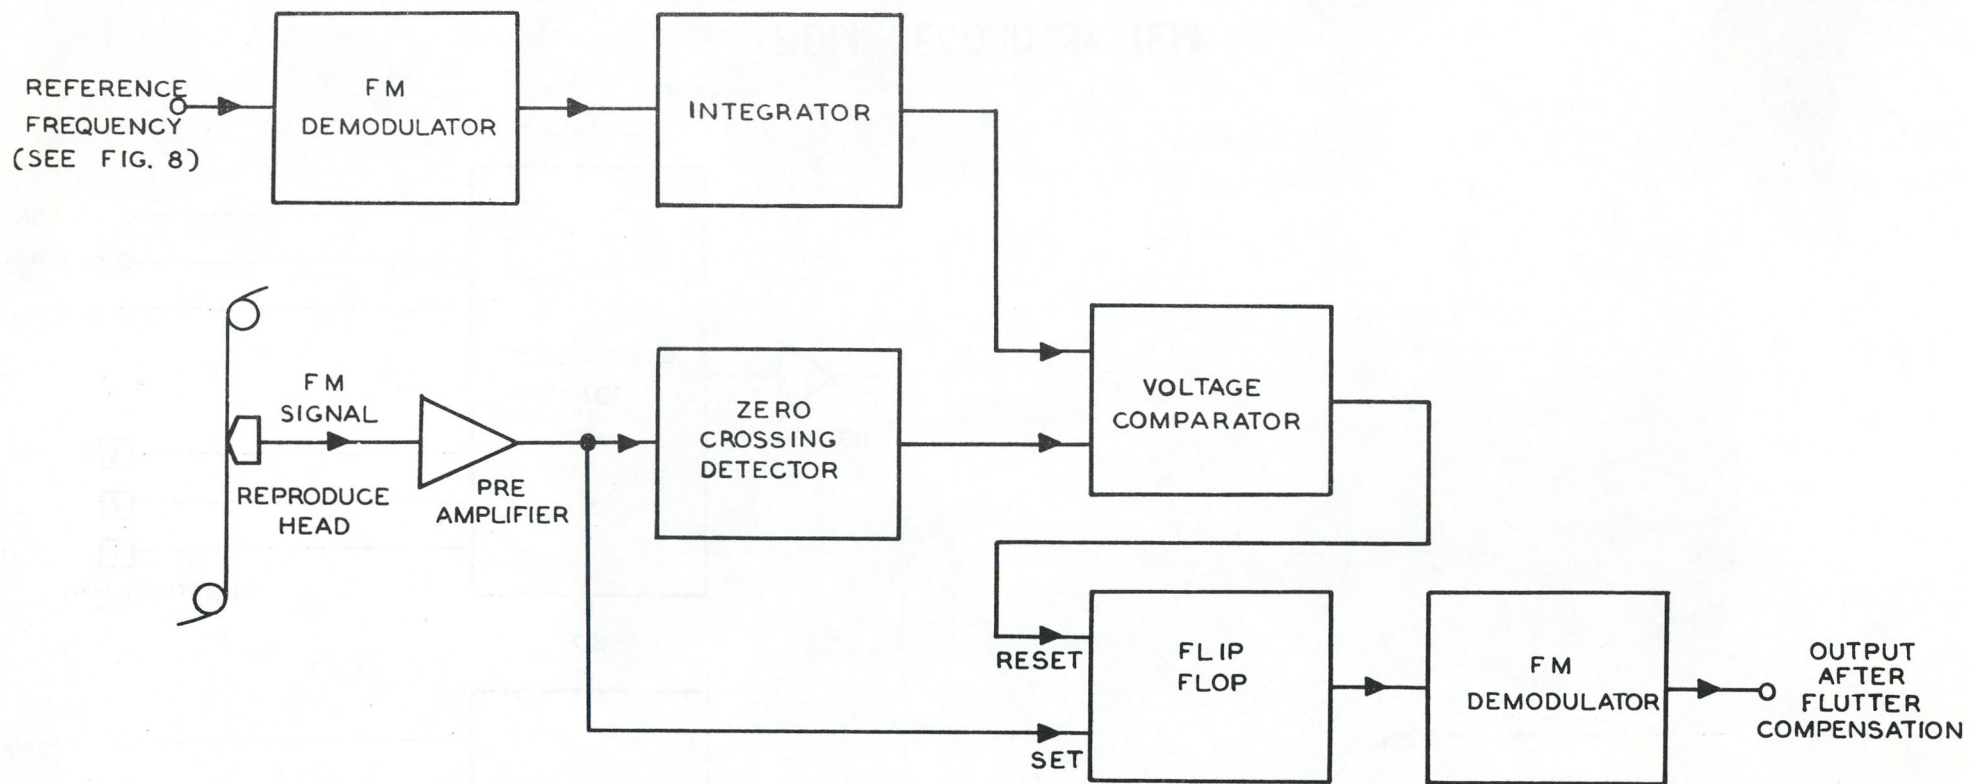 REFERENCE
FREQUENCY
(SEE FIG. 8)
FM
DEMODULATOR
INTEGRATOR
FM
SIGNAL
REPRODUCE
HEAD
PRE
AMPLIFIER
ZERO
CROSSING
DETECTOR
VOLTAGE
COMPARATOR
RESET
SET
FLIP
FLOP
FM
DEMODULATOR
OUTPUT
AFTER
FLUTTER
COMPENSATION